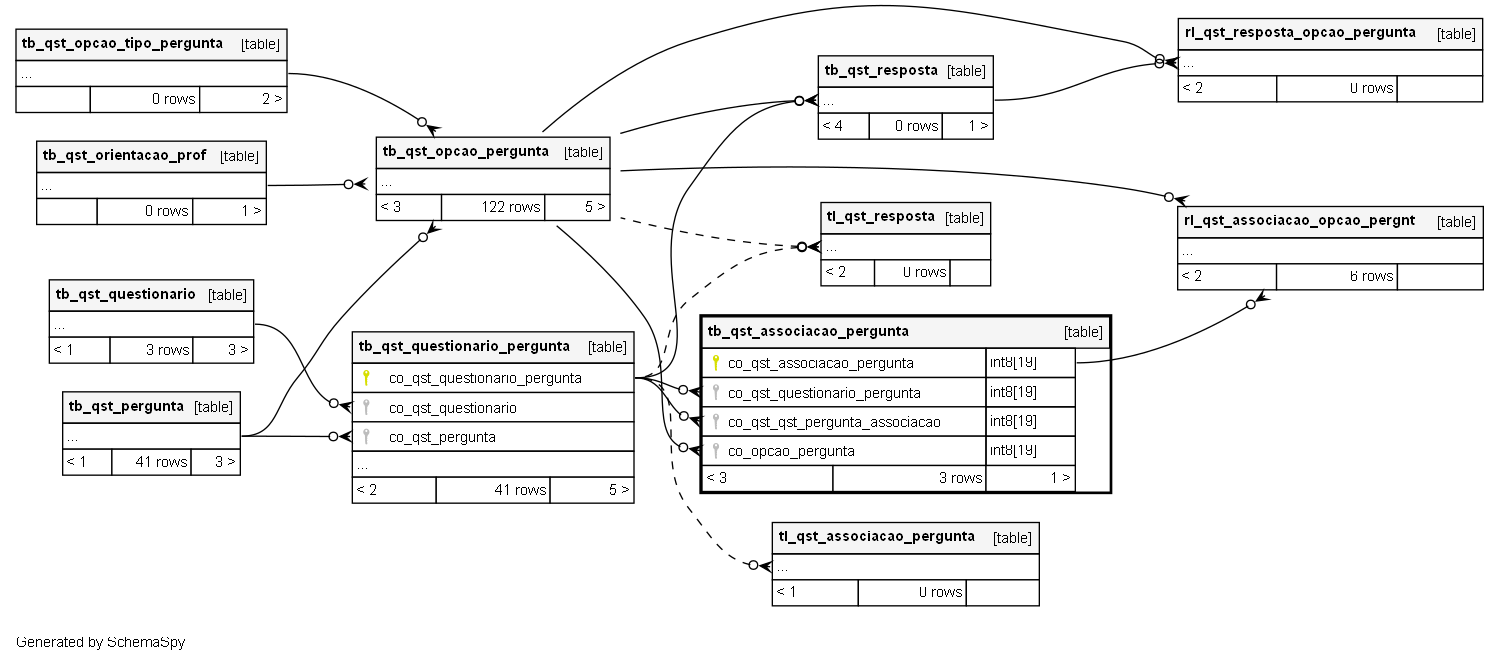 tb_qst_opcao_tipo_pergunta [table]
...
0 rows 2 >
tb_qst_orientacao_prof [table]
...
0 rows 1 >
tb_qst_questionario [table]
...
< 1 3 rows 3 >
tb_qst_pergunta [table]
...
< 1 41 rows 3 >
tb_qst_opcao_pergunta [table]
...
< 3 122 rows 5 >
tb_qst_questionario_pergunta [table]
co_qst_questionario_pergunta
co_qst_questionario
co_qst_pergunta
...
< 2 41 rows 5 >
tb_qst_resposta [table]
...
< 4 0 rows 1 >
tl_qst_resposta [table]
...
< 2 0 rows
tb_qst_associacao_pergunta [table]
co_qst_associacao_pergunta int8[19]
co_qst_questionario_pergunta int8[19]
co_qst_qst_pergunta_associacao int8[19]
co_opcao_pergunta int8[19]
< 3 3 rows 1 >
tl_qst_associacao_pergunta [table]
...
< 1 0 rows
rl_qst_resposta_opcao_pergunta [table]
...
< 2 0 rows
rl_qst_associacao_opcao_pergnt [table]
...
< 2 6 rows
Generated by SchemaSpy